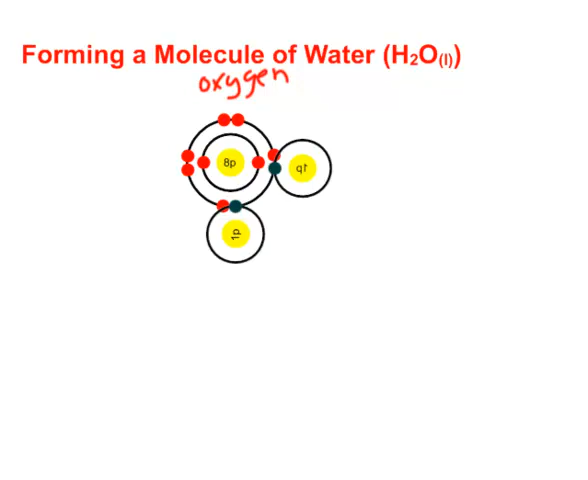 Forming a Molecule of Water (H₂O₍l₎)
oxygen
8p
1p
1p